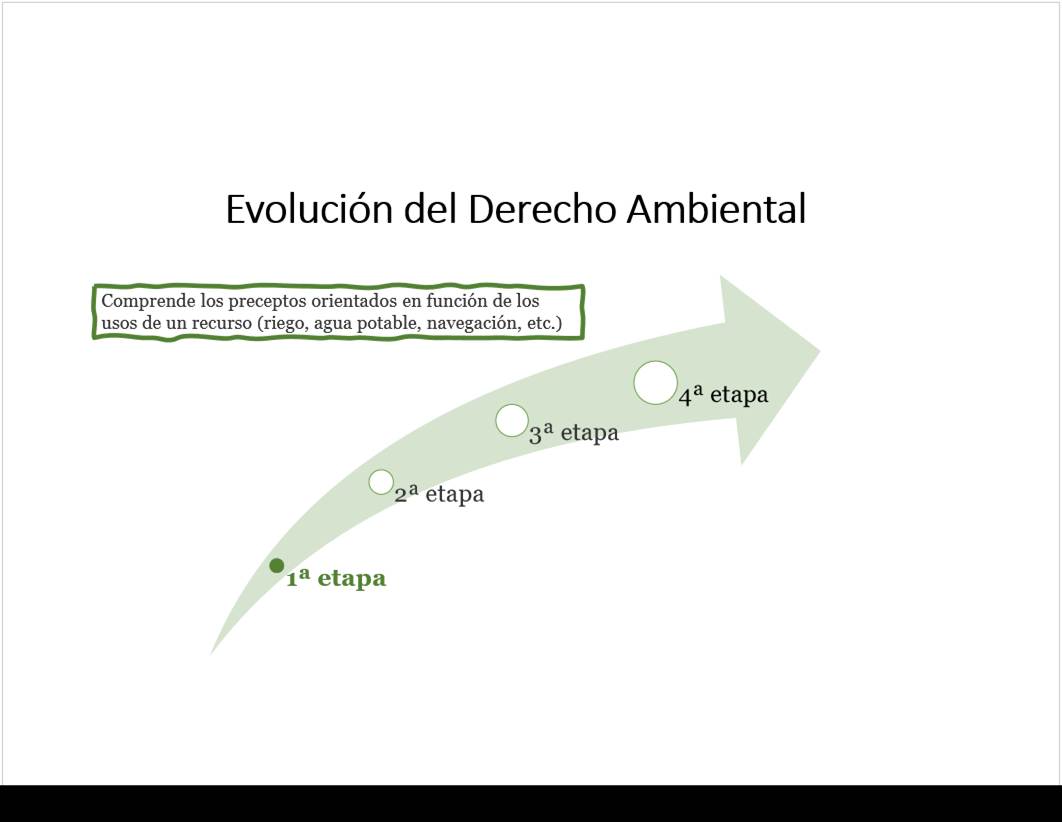 Evolución del Derecho Ambiental
Comprende los preceptos orientados en función de los
usos de un recurso (riego, agua potable, navegación, etc.)
4ª etapa
3ª etapa
2ª etapa
1ª etapa